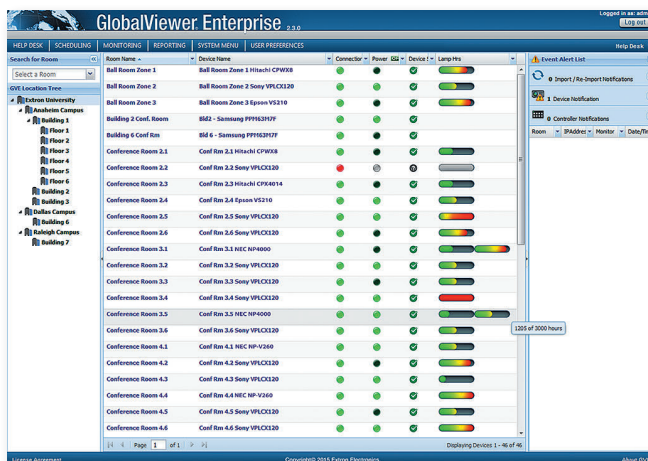 Logged in as: adm
GlobalViewer Enterprise 2.3.0
Log out
HELP DESK SCHEDULING MONITORING REPORTING SYSTEM MENU USER PREFERENCES
Help Desk
Search for Room
Select a Room
GVE Location Tree
Extron University
Anaheim Campus
Building 1
Floor 1
Floor 2
Floor 3
Floor 4
Floor 5
Floor 6
Building 2
Building 3
Dallas Campus
Building 6
Raleigh Campus
Building 7
Room Name Device Name Connection Power Device Lamp-Hrs
Ball Room Zone 1 Ball Room Zone 1 Hitachi CPWX8
Ball Room Zone 2 Ball Room Zone 2 Sony VPLCX120
Ball Room Zone 3 Ball Room Zone 3 Epson VS210
Building 2 Conf. Room Bld2 - Samsung PPM63M7F
Building 6 Conf Rm Bld 6 - Samsung PPM63M7F
Conference Room 2.1 Conf Rm 2.1 Hitachi CPWX8
Conference Room 2.2 Conf Rm 2.2 Sony VPLCX120
Conference Room 2.3 Conf Rm 2.3 Hitachi CPX4014
Conference Room 2.4 Conf Rm 2.4 Epson VS210
Conference Room 2.5 Conf Rm 2.5 Sony VPLCX120
Conference Room 2.6 Conf Rm 2.6 Sony VPLCX120
Conference Room 3.1 Conf Rm 3.1 NEC NP4000
Conference Room 3.2 Conf Rm 3.2 Sony VPLCX120
Conference Room 3.3 Conf Rm 3.3 Sony VPLCX120
Conference Room 3.4 Conf Rm 3.4 Sony VPLCX120
Conference Room 3.5 Conf Rm 3.5 NEC NP4000
Conference Room 3.6 Conf Rm 3.6 Sony VPLCX120
Conference Room 4.1 Conf Rm 4.1 NEC NP-V260
Conference Room 4.2 Conf Rm 4.2 Sony VPLCX120
Conference Room 4.3 Conf Rm 4.3 Sony VPLCX120
Conference Room 4.4 Conf Rm 4.4 NEC NP-V260
Conference Room 4.5 Conf Rm 4.5 Sony VPLCX120
Conference Room 4.6 Conf Rm 4.6 Sony VPLCX120
1205 of 3000 hours
Page 1 of 1
Displaying Devices 1 - 46 of 46
Event Alert List
0 Import / Re-Import Notifications
1 Device Notification
0 Controller Notifications
Room IPAddres Monitor Date/Tim
License Agreement
Copyright© 2015 Extron Electronics
About GV